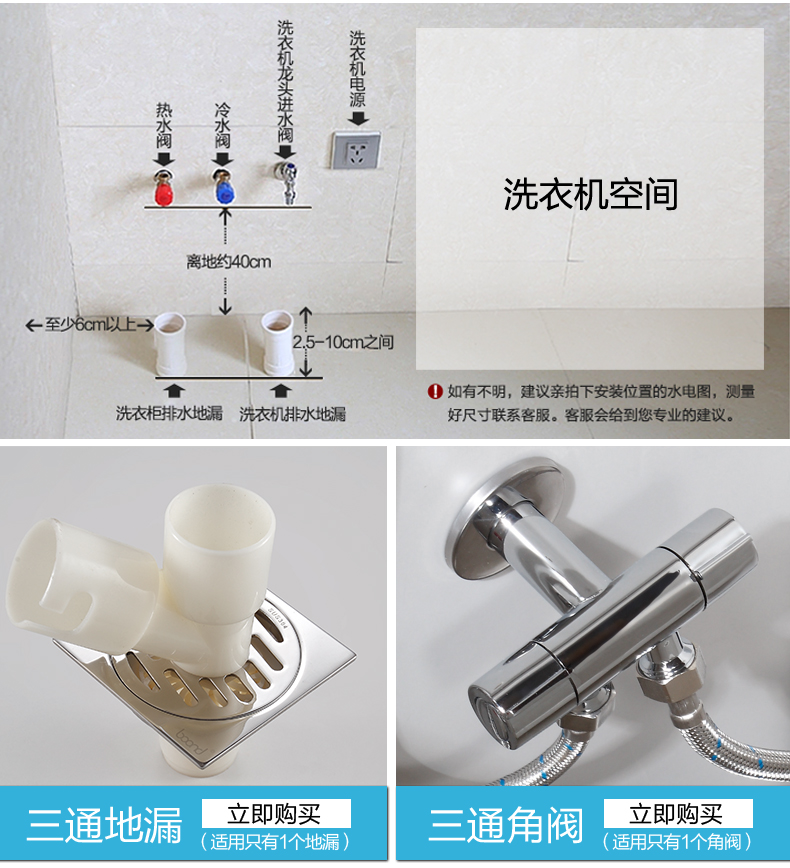 洗衣机龙头进水阀
洗衣机电源
热水阀
冷水阀
洗衣机空间
离地约40cm
至少6cm以上
2.5-10cm之间
洗衣柜排水地漏
洗衣机排水地漏
如有不明，建议亲拍下安装位置的水电图，测量
好尺寸联系客服。客服会给到您专业的建议。
SUS304
三通地漏
立即购买
（适用只有1个地漏）
三通角阀
立即购买
（适用只有1个角阀）